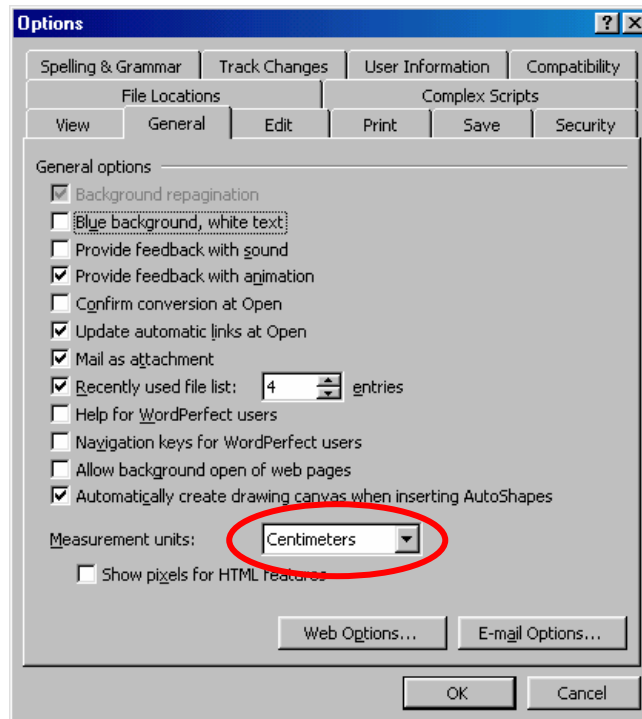 Options
Spelling & Grammar Track Changes User Information Compatibility
File Locations Complex Scripts
View General Edit Print Save Security
General options
Background repagination
Blue background, white text
Provide feedback with sound
Provide feedback with animation
Confirm conversion at Open
Update automatic links at Open
Mail as attachment
Recently used file list: 4 entries
Help for WordPerfect users
Navigation keys for WordPerfect users
Allow background open of web pages
Automatically create drawing canvas when inserting AutoShapes
Measurement units: Centimeters
Show pixels for HTML features
Web Options... E-mail Options...
OK Cancel